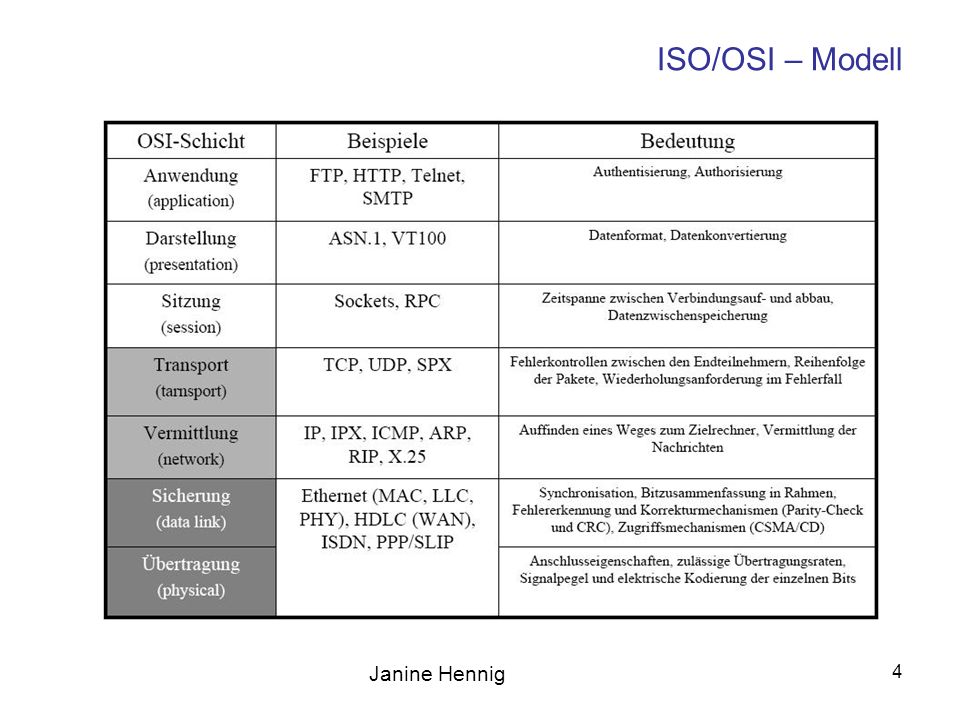 ISO/OSI – Modell
OSI-Schicht
Beispiele
Bedeutung
Anwendung
(application)
FTP, HTTP, Telnet,
SMTP
Authentisierung, Authorisierung
Darstellung
(presentation)
ASN.1, VT100
Datenformat, Datenkonvertierung
Sitzung
(session)
Sockets, RPC
Zeitspanne zwischen Verbindungsauf- und abbau,
Datenzwischenspeicherung
Transport
(tarnsport)
TCP, UDP, SPX
Fehlerkontrollen zwischen den Endteilnehmern, Reihenfolge
der Pakete, Wiederholungsanforderung im Fehlerfall
Vermittlung
(network)
IP, IPX, ICMP, ARP,
RIP, X.25
Auffinden eines Weges zum Zielrechner, Vermittlung der
Nachrichten
Sicherung
(data link)
Ethernet (MAC, LLC,
PHY), HDLC (WAN),
ISDN, PPP/SLIP
Synchronisation, Bitzusammenfassung in Rahmen,
Fehlererkennung und Korrekturmechanismen (Parity-Check
und CRC), Zugriffsmechanismen (CSMA/CD)
Übertragung
(physical)
Anschlusseigenschaften, zulässige Übertragungsraten,
Signalpegel und elektrische Kodierung der einzelnen Bits
Janine Hennig
4